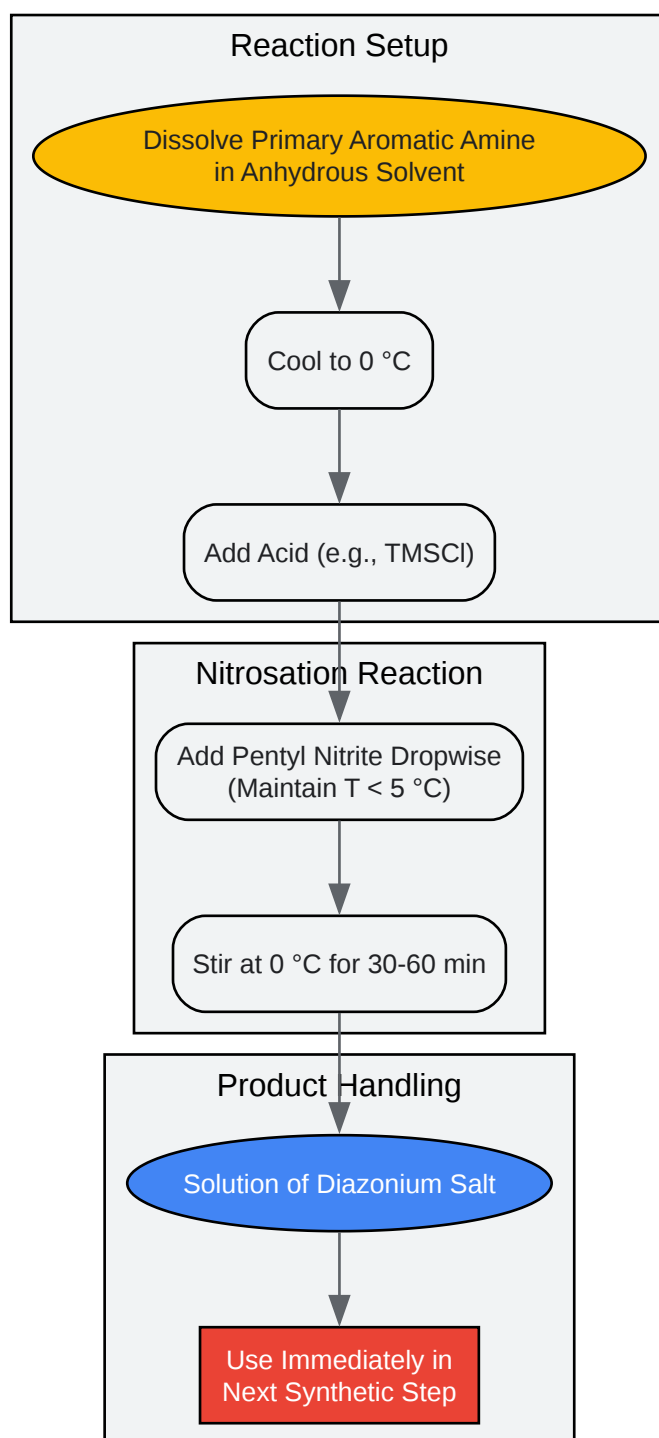 Reaction Setup
Dissolve Primary Aromatic Amine
in Anhydrous Solvent
Cool to 0 °C
Add Acid (e.g., TMSCl)
Nitrosation Reaction
Add Pentyl Nitrite Dropwise
(Maintain T < 5 °C)
Stir at 0 °C for 30-60 min
Product Handling
Solution of Diazonium Salt
Use Immediately in
Next Synthetic Step